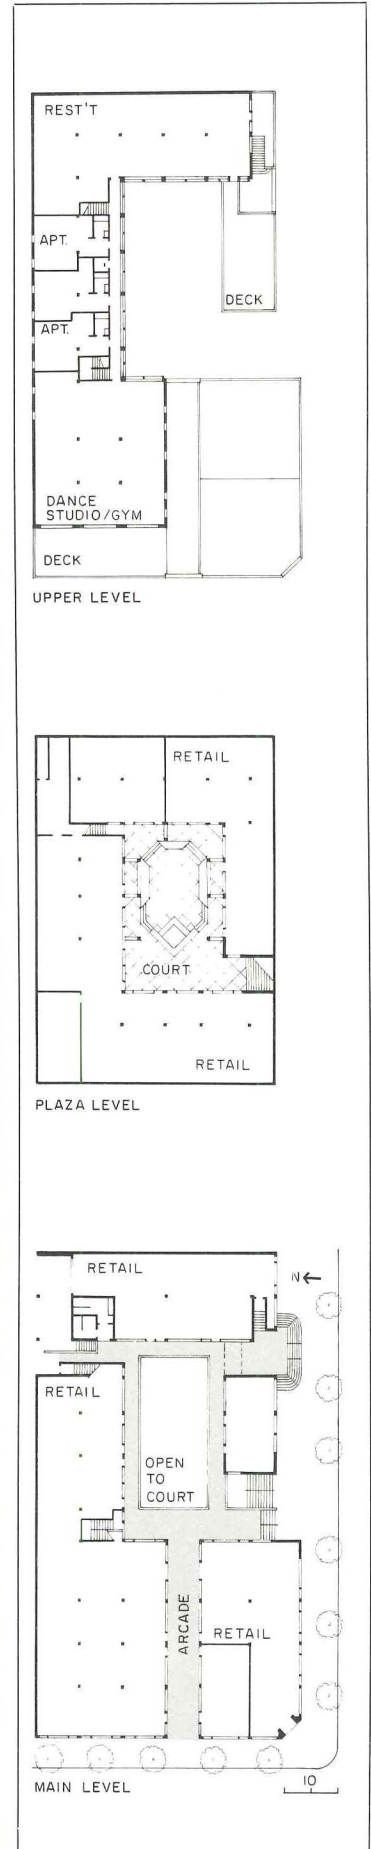 REST'T
APT.
APT.
DECK
DANCE
STUDIO/GYM
DECK
UPPER LEVEL
RETAIL
COURT
RETAIL
PLAZA LEVEL
RETAIL
N
RETAIL
OPEN
TO
COURT
ARCADE
RETAIL
MAIN LEVEL
10